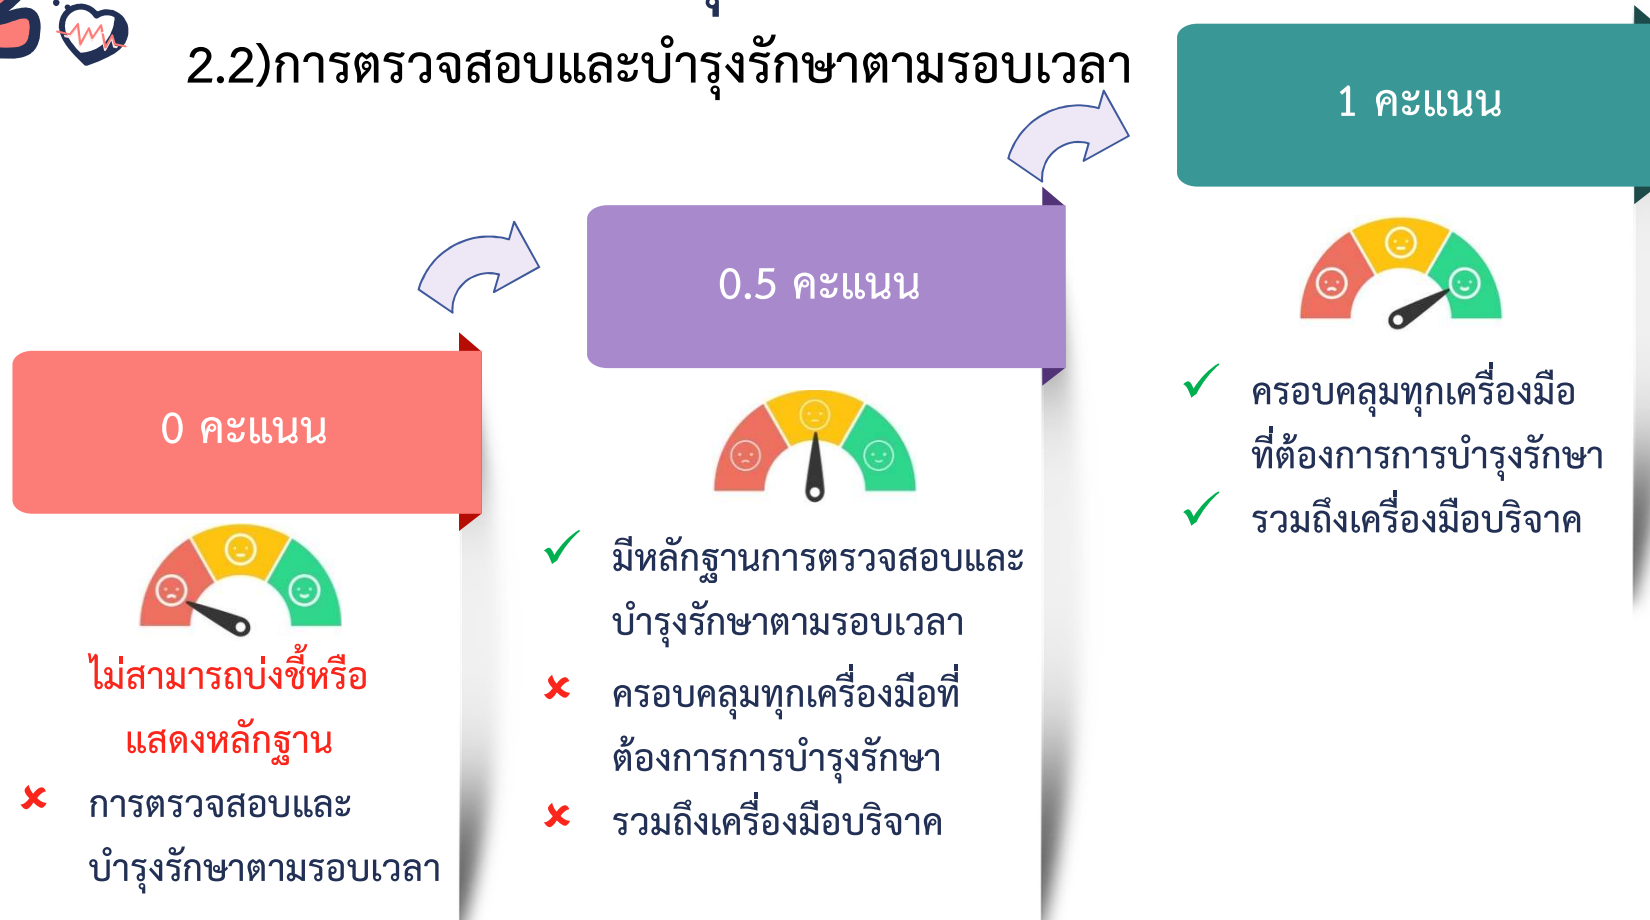 2.2)การตรวจสอบและบำรุงรักษาตามรอบเวลา
0 คะแนน
ไม่สามารถบ่งชี้หรือ
แสดงหลักฐาน
✘ การตรวจสอบและ
บำรุงรักษาตามรอบเวลา
0.5 คะแนน
✓ มีหลักฐานการตรวจสอบและ
บำรุงรักษาตามรอบเวลา
✘ ครอบคลุมทุกเครื่องมือที่
ต้องการการบำรุงรักษา
✘ รวมถึงเครื่องมือบริจาค
1 คะแนน
✓ ครอบคลุมทุกเครื่องมือ
ที่ต้องการการบำรุงรักษา
✓ รวมถึงเครื่องมือบริจาค